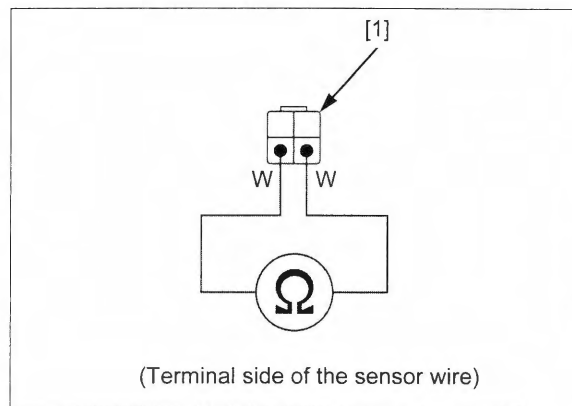 [1]
W W
Ω
(Terminal side of the sensor wire)